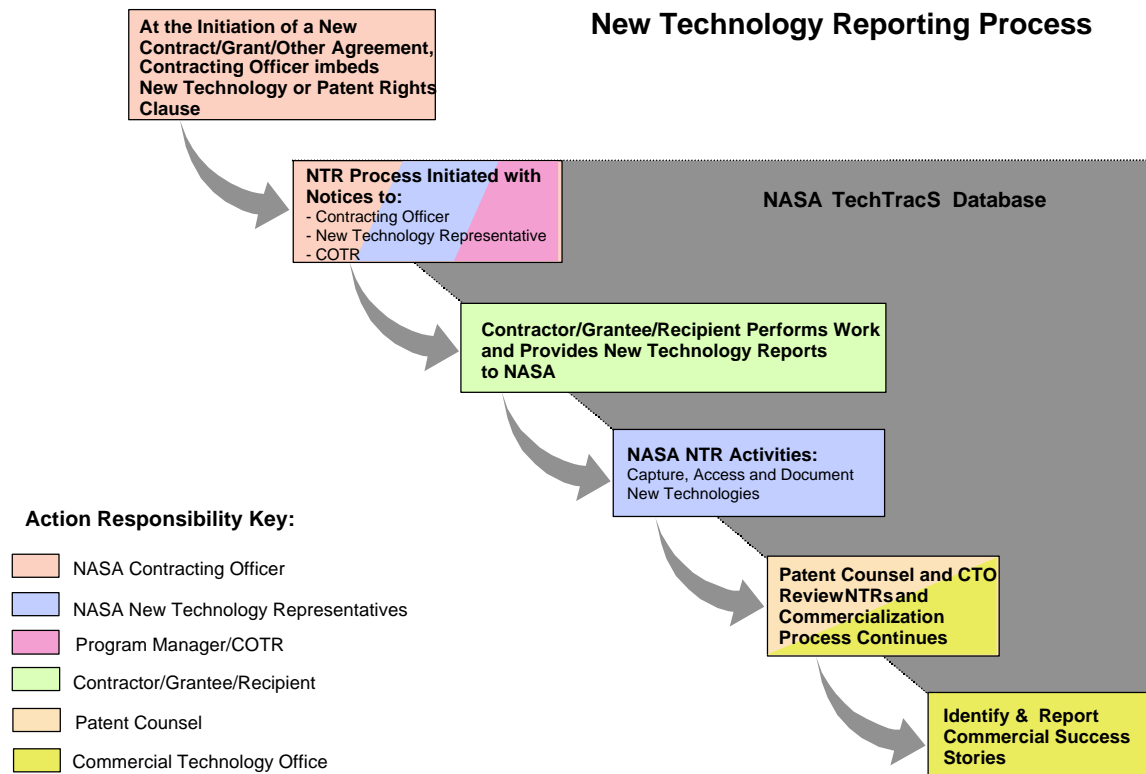 New Technology Reporting Process
At the Initiation of a New
Contract/Grant/Other Agreement,
Contracting Officer imbeds
New Technology or Patent Rights
Clause
NTR Process Initiated with
Notices to:
- Contracting Officer
- New Technology Representative
- COTR
NASA TechTracS Database
Contractor/Grantee/Recipient Performs Work
and Provides New Technology Reports
to NASA
NASA NTR Activities:
Capture, Access and Document
New Technologies
Patent Counsel and CTO
Review NTRs and
Commercialization
Process Continues
Identify & Report
Commercial Success
Stories
Action Responsibility Key:
NASA Contracting Officer
NASA New Technology Representatives
Program Manager/COTR
Contractor/Grantee/Recipient
Patent Counsel
Commercial Technology Office